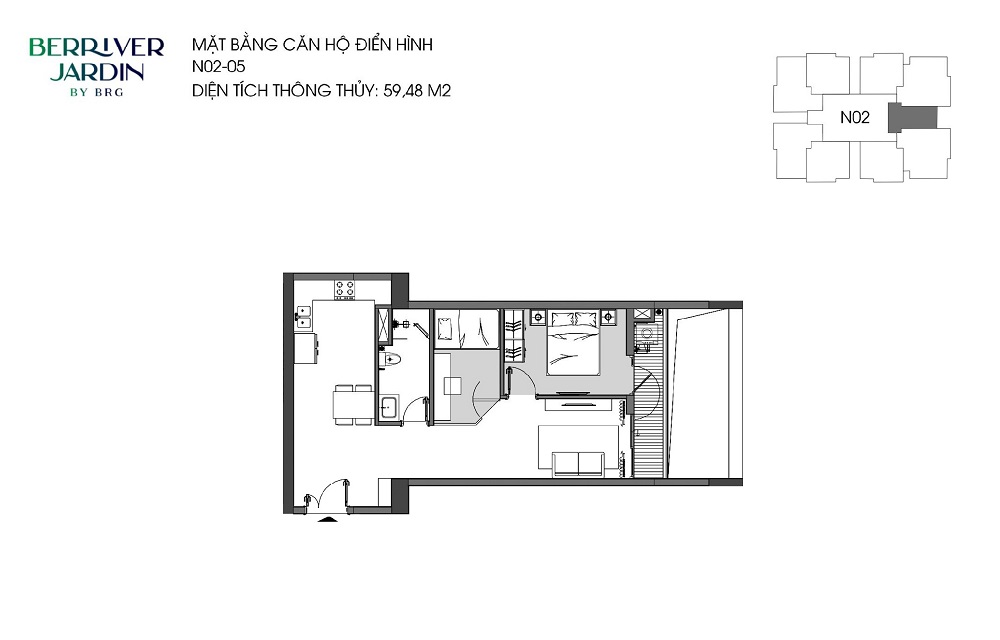 BERRIVER
JARDIN
BY BRG
MẶT BẰNG CĂN HỘ ĐIỂN HÌNH
N02-05
DIỆN TÍCH THÔNG THỦY: 59,48 M2
N02